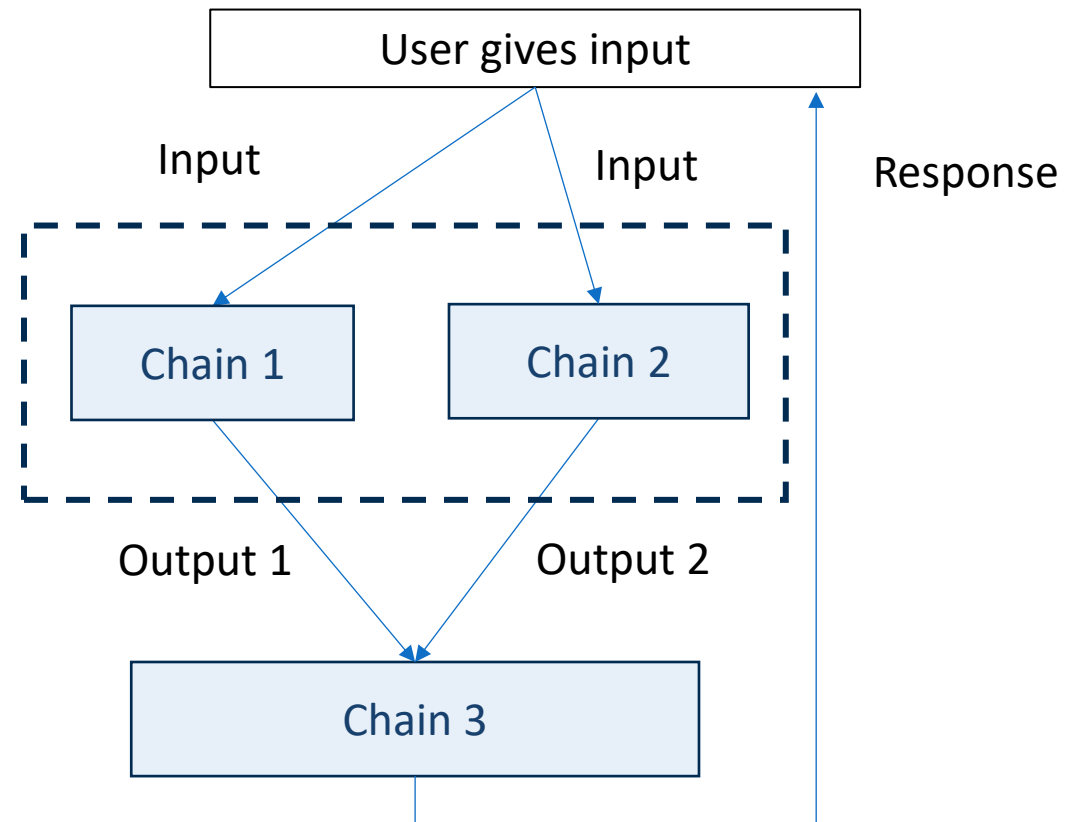 User gives input
Input
Input
Response
Chain 1
Chain 2
Output 1
Output 2
Chain 3